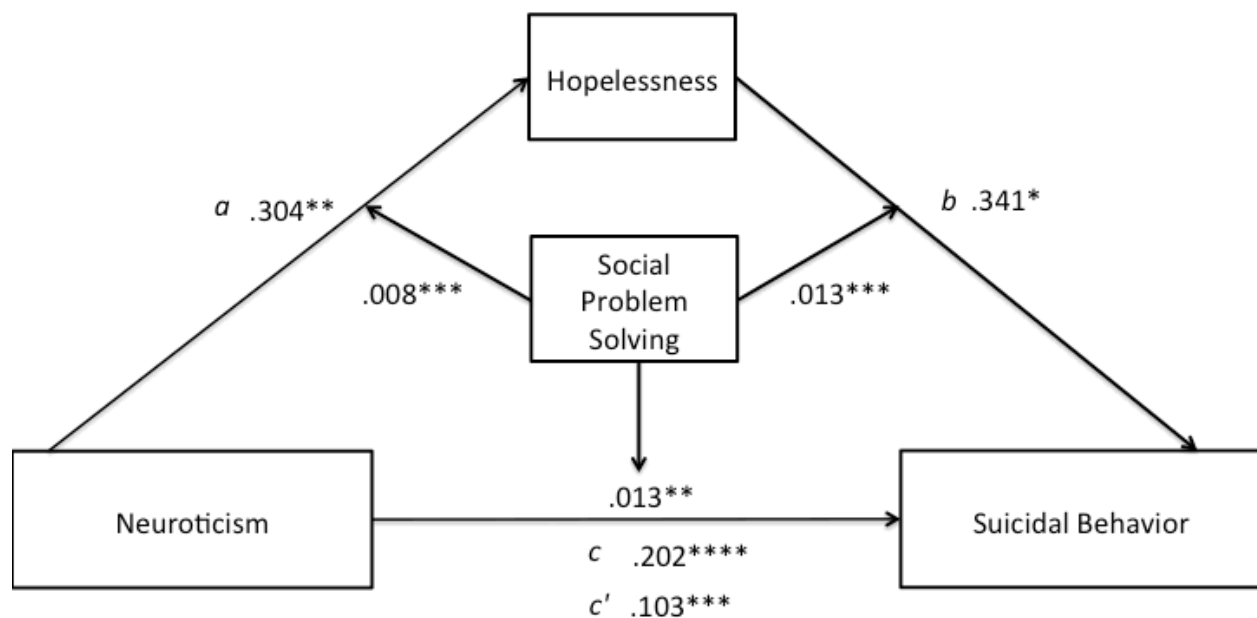 Hopelessness
a .304**
b .341*
Social
Problem
Solving
.008***
.013***
.013**
Neuroticism
Suicidal Behavior
c .202****
c' .103***